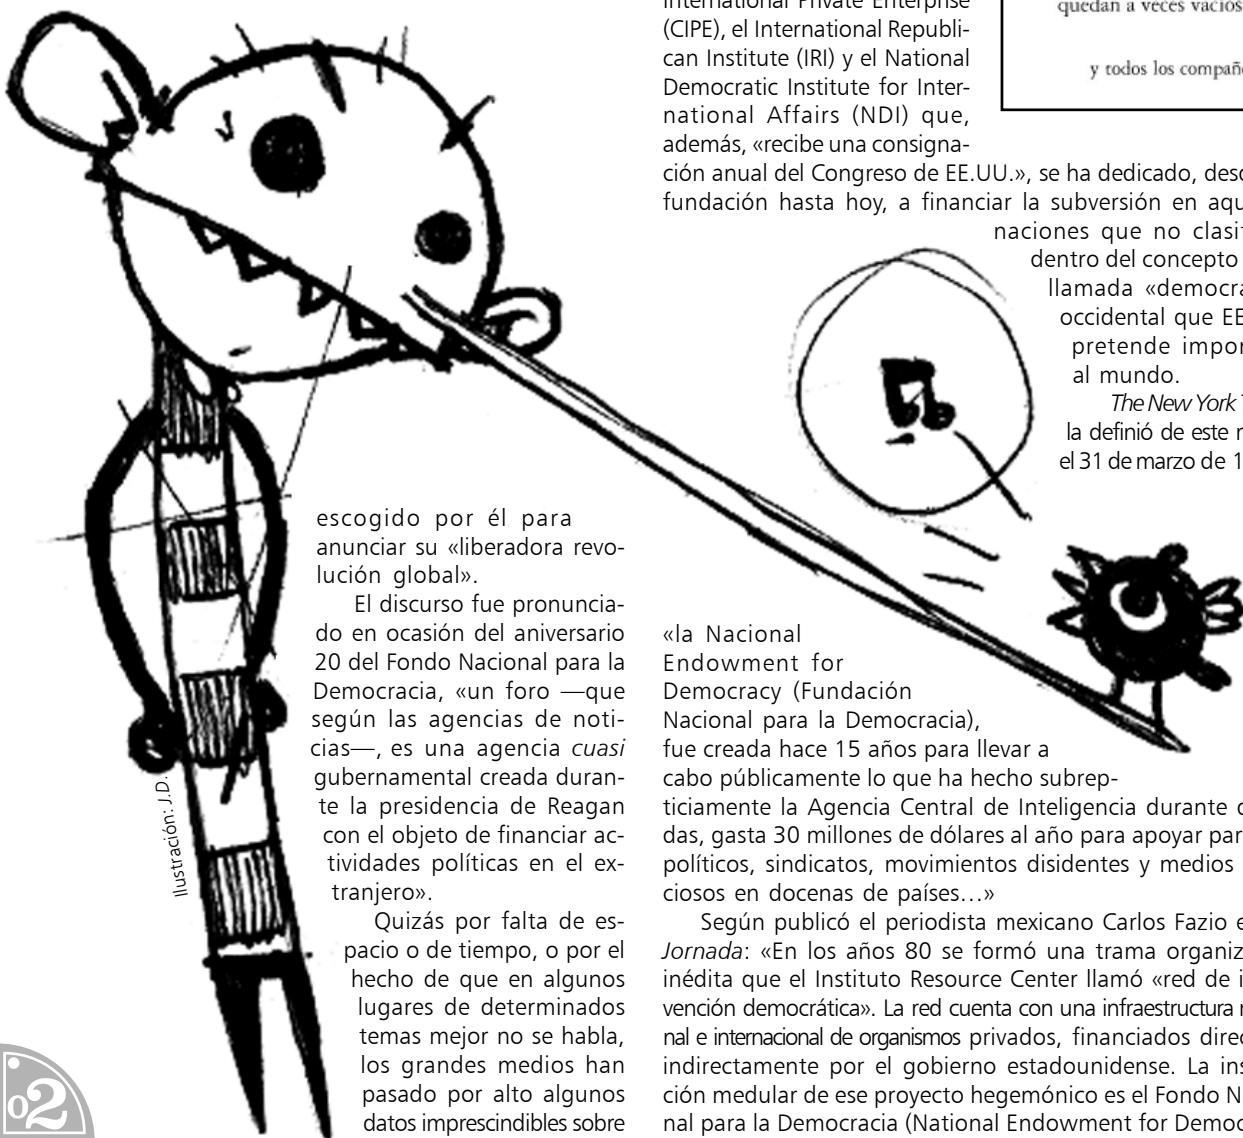 escogido por él para
anunciar su «liberadora revo-
lución global».
El discurso fue pronuncia-
do en ocasión del aniversario
20 del Fondo Nacional para la
Democracia, «un foro —que
según las agencias de noti-
cias—, es una agencia cuasi
gubernamental creada duran-
te la presidencia de Reagan
con el objeto de financiar ac-
tividades políticas en el ex-
tranjero».
Quizás por falta de es-
pacio o de tiempo, o por el
hecho de que en algunos
lugares de determinados
temas mejor no se habla,
los grandes medios han
pasado por alto algunos
datos imprescindibles sobre
Ilustración: J.D.
02
International Private Enterprise
(CIPE), el International Republi-
can Institute (IRI) y el National
Democratic Institute for Inter-
national Affairs (NDI) que,
además, «recibe una consigna-
ción anual del Congreso de EE.UU.», se ha dedicado, desd
fundación hasta hoy, a financiar la subversión en aqu
naciones que no clasif
dentro del concepto
llamada «democra
occidental que EE
pretende impor
al mundo.
The New York T
la definió de este m
el 31 de marzo de 1
«la Nacional
Endowment for
Democracy (Fundación
Nacional para la Democracia),
fue creada hace 15 años para llevar a
cabo públicamente lo que ha hecho subrep-
ticiamente la Agencia Central de Inteligencia durante d
das, gasta 30 millones de dólares al año para apoyar par
políticos, sindicatos, movimientos disidentes y medios
ciosos en docenas de países...»
Según publicó el periodista mexicano Carlos Fazio e
Jornada: «En los años 80 se formó una trama organiz
inédita que el Instituto Resource Center llamó «red de i
vención democrática». La red cuenta con una infraestructura n
nal e internacional de organismos privados, financiados direc
indirectamente por el gobierno estadounidense. La ins
ción medular de ese proyecto hegemónico es el Fondo N
nal para la Democracia (National Endowment for Democ
quedan a veces vacíos
y todos los compañe